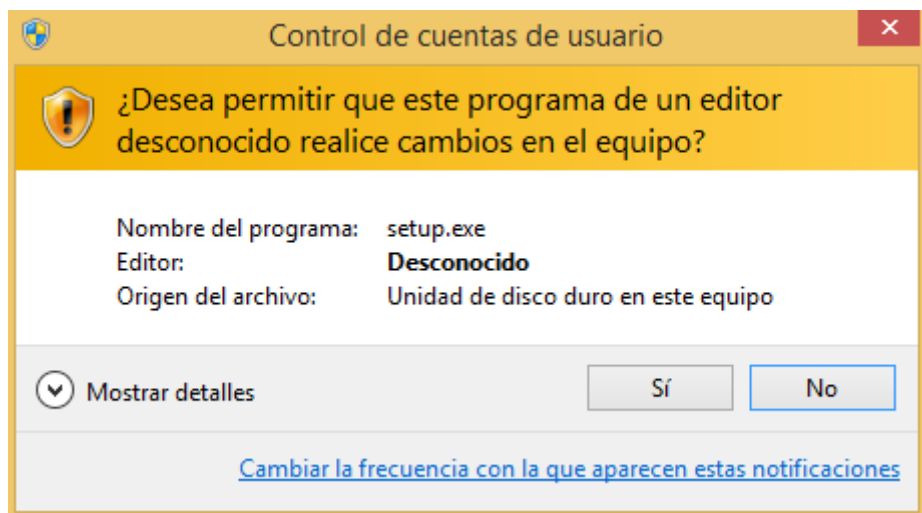 Control de cuentas de usuario
¿Desea permitir que este programa de un editor
desconocido realice cambios en el equipo?
Nombre del programa: setup.exe
Editor: Desconocido
Origen del archivo: Unidad de disco duro en este equipo
Mostrar detalles Sí No
Cambiar la frecuencia con la que aparecen estas notificaciones